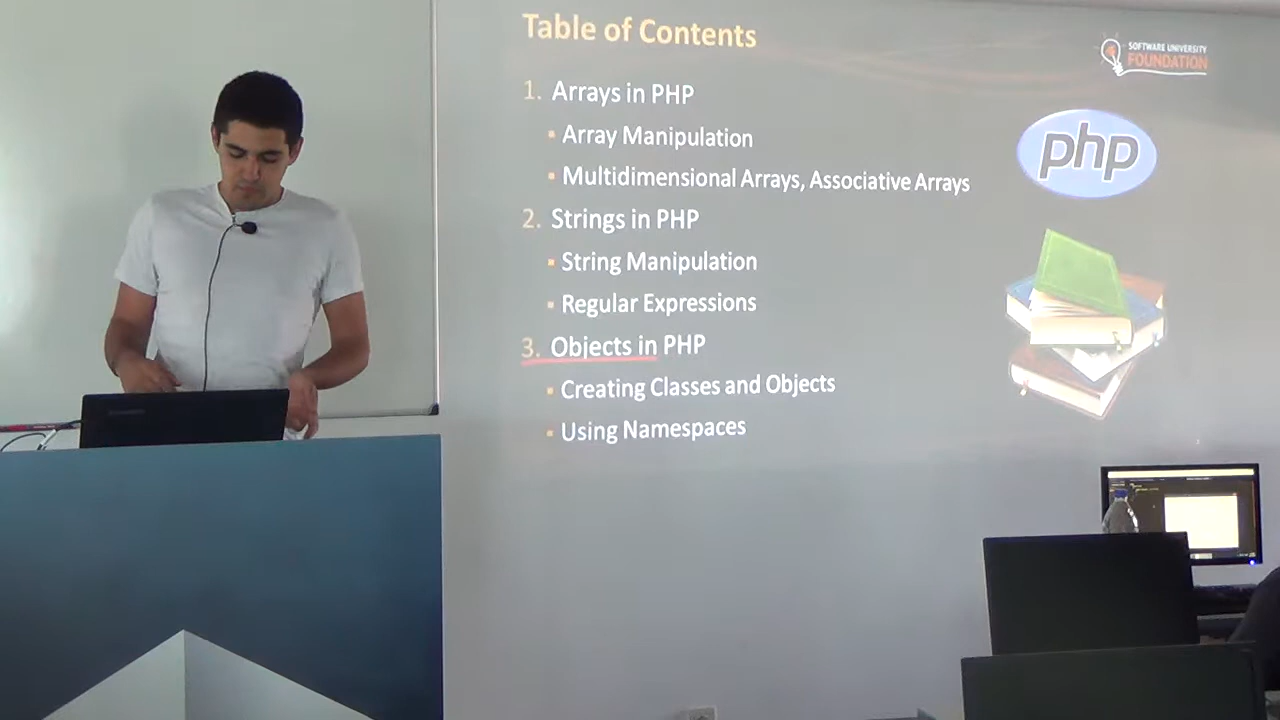 Table of Contents
SOFTWARE UNIVERSITY
FOUNDATION
1. Arrays in PHP
▪ Array Manipulation
▪ Multidimensional Arrays, Associative Arrays
2. Strings in PHP
▪ String Manipulation
▪ Regular Expressions
3. Objects in PHP
▪ Creating Classes and Objects
▪ Using Namespaces
php